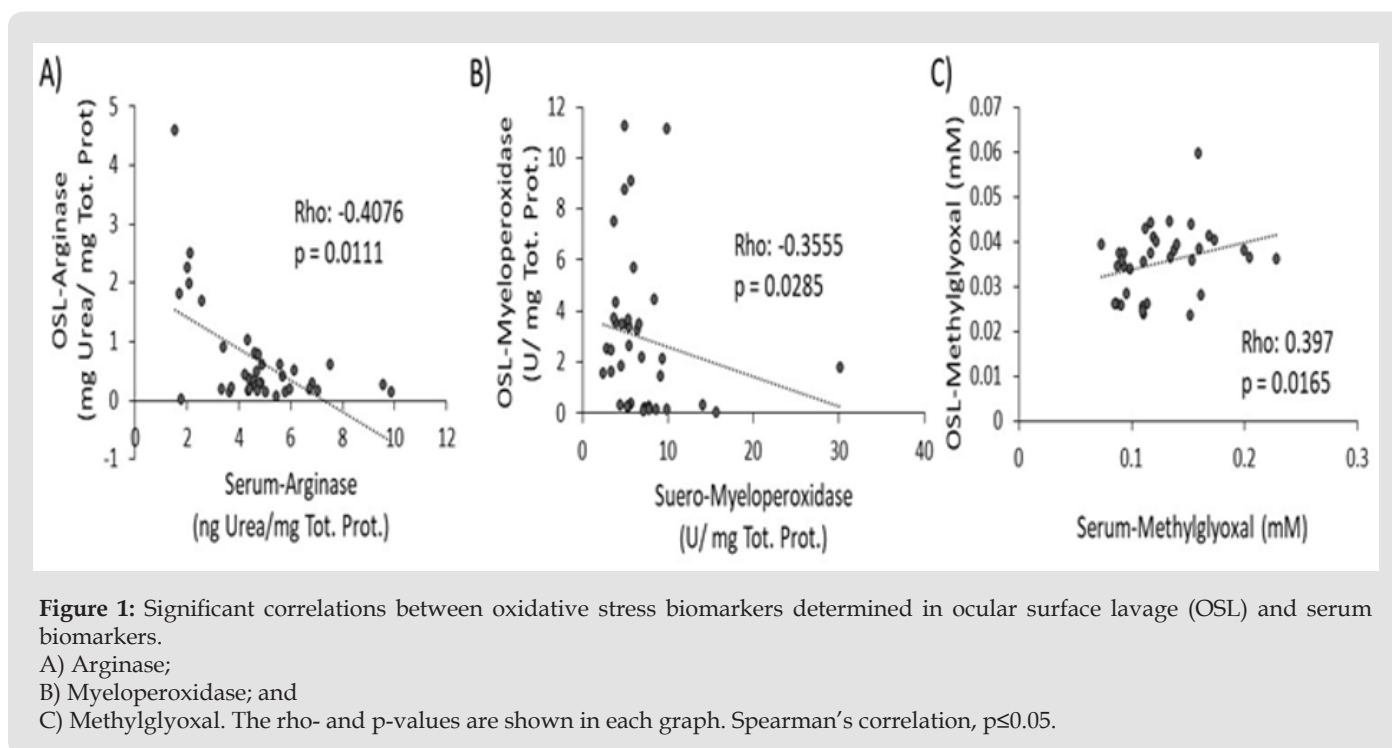 A)
OSL-Arginase
(mg Urea/ mg Tot. Prot)
5
4
3
2
1
0
-1
Rho: -0.4076
p = 0.0111
0 2 4 6 8 10 12
Serum-Arginase
(ng Urea/mg Tot. Prot.)
B)
OSL-Myeloperoxidase
(U/ mg Tot. Prot.)
12
10
8
6
4
2
0
Rho: -0.3555
p = 0.0285
0 10 20 30 40
Suero-Myeloperoxidase
(U/ mg Tot. Prot.)
C)
OSL-Methylglyoxal (mM)
0.07
0.06
0.05
0.04
0.03
0.02
0.01
0
Rho: 0.397
p = 0.0165
0 0.1 0.2 0.3
Serum-Methylglyoxal (mM)
Figure 1: Significant correlations between oxidative stress biomarkers determined in ocular surface lavage (OSL) and serum
biomarkers.
A) Arginase;
B) Myeloperoxidase; and
C) Methylglyoxal. The rho- and p-values are shown in each graph. Spearman's correlation, p≤0.05.